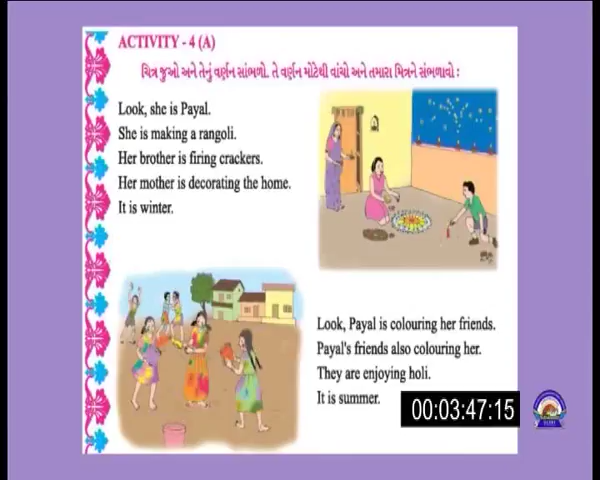 ACTIVITY - 4 (A)
ચિત્ર જુઓ અને તેનું વર્ણન સાંભળો. તે વર્ણન મોટેથી વાંચો અને તમારા મિત્રને સંભળાવો :
Look, she is Payal.
She is making a rangoli.
Her brother is firing crackers.
Her mother is decorating the home.
It is winter.
Look, Payal is colouring her friends.
Payal's friends also colouring her.
They are enjoying holi.
It is summer.
00:03:47:15